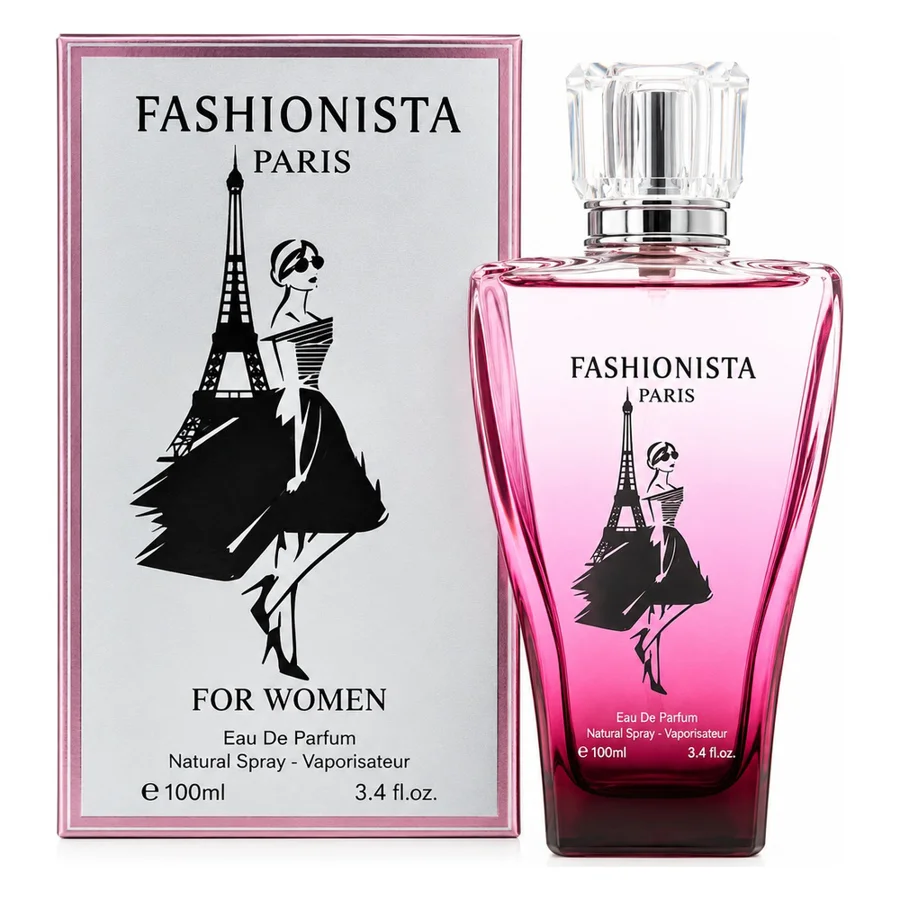 FASHIONISTA
PARIS
FOR WOMEN
Eau De Parfum
Natural Spray - Vaporisateur
℮ 100ml 3.4 fl.oz.
FASHIONISTA
PARIS
Eau De Parfum
Natural Spray - Vaporisateur
℮ 100ml 3.4 fl.oz.